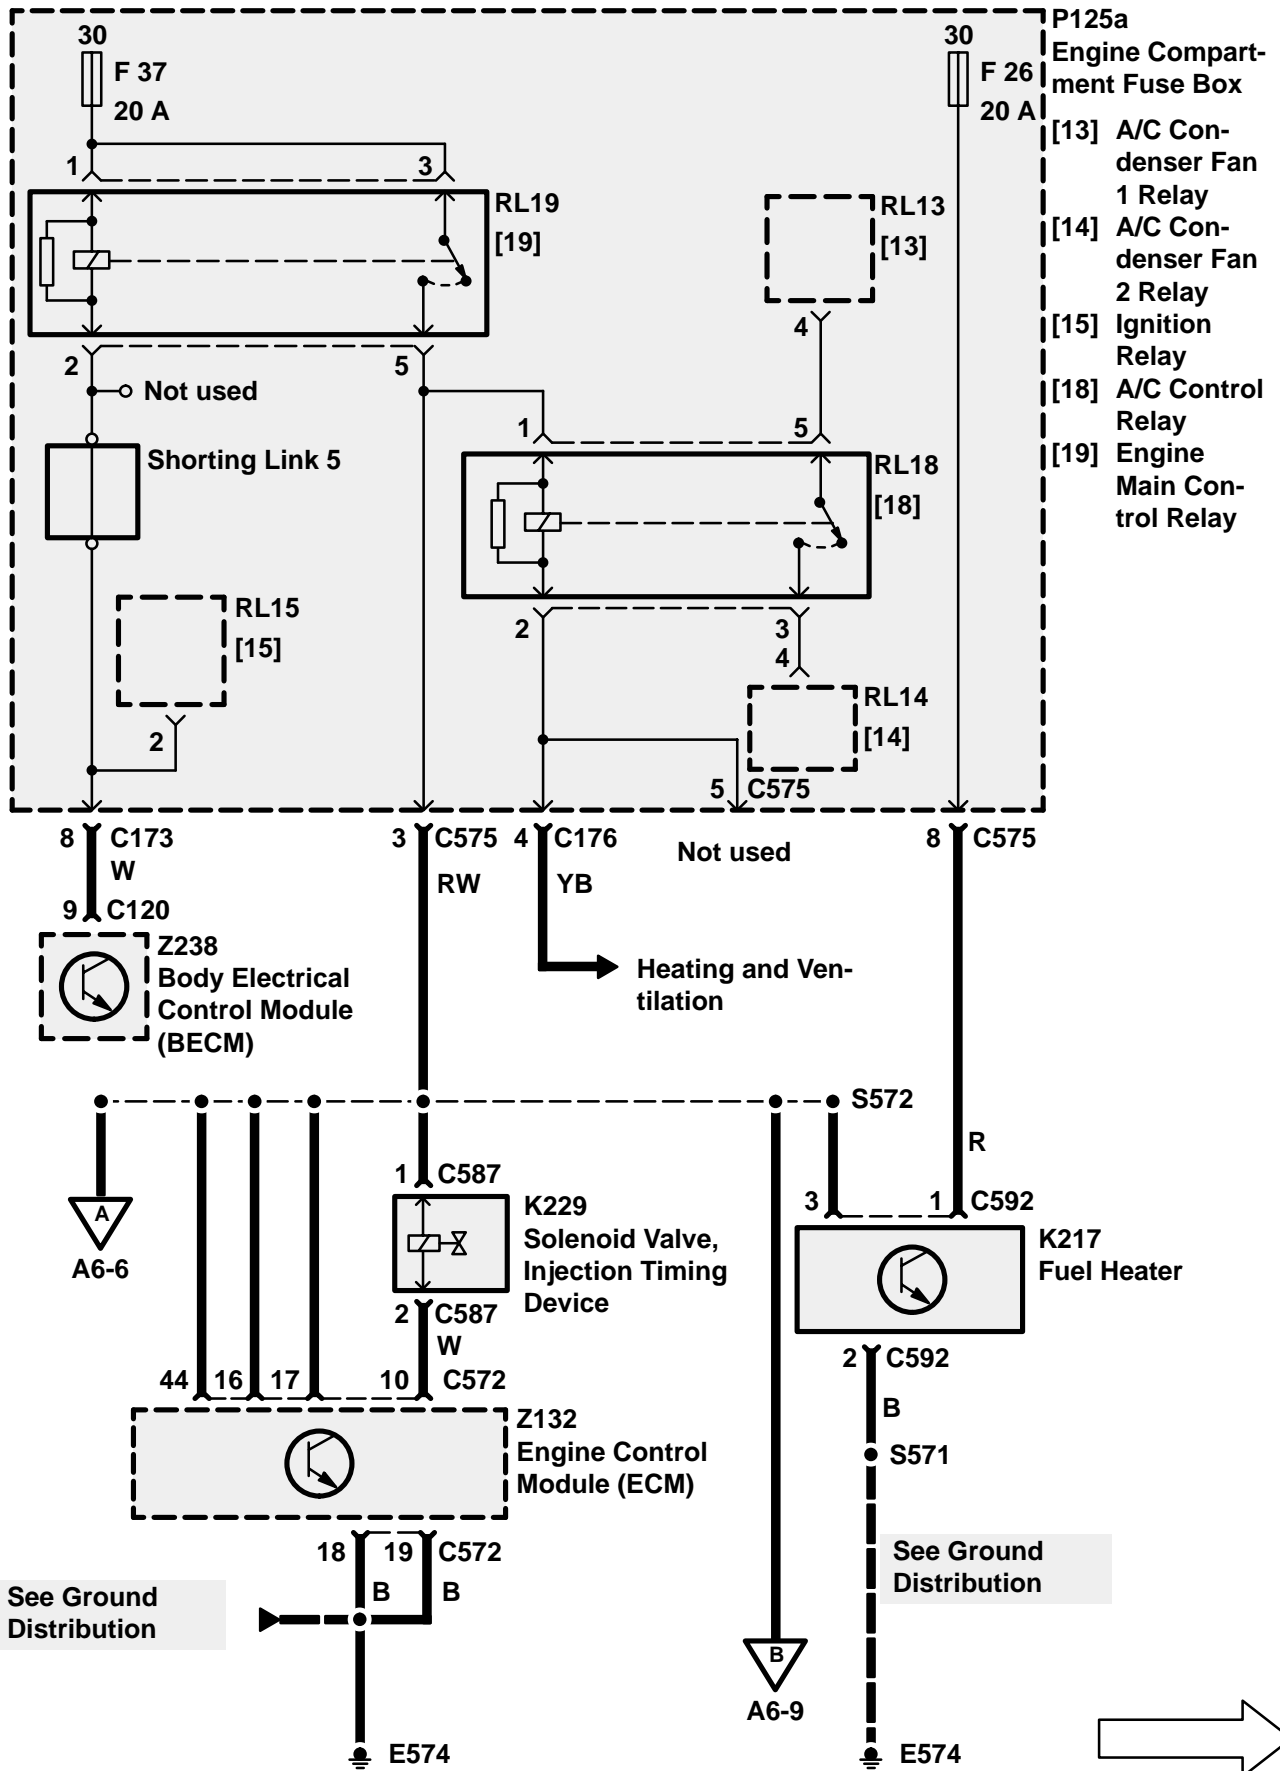 30
F 37
20 A
30
F 26
20 A
P125a
Engine Compart-
ment Fuse Box
[13] A/C Con-
denser Fan
1 Relay
[14] A/C Con-
denser Fan
2 Relay
[15] Ignition
Relay
[18] A/C Control
Relay
[19] Engine
Main Con-
trol Relay
1
3
RL19
[19]
RL13
[13]
4
2
5
Not used
1
5
Shorting Link 5
RL18
[18]
RL15
[15]
2
2
3
4
RL14
[14]
5 C575
8 C173
W
3 C575
RW
4 C176
YB
Not used
8 C575
9 C120
Z238
Body Electrical
Control Module
(BECM)
Heating and Ven-
tilation
S572
R
A
A6-6
1 C587
K229
Solenoid Valve,
Injection Timing
Device
2 C587
W
3
1 C592
K217
Fuel Heater
2 C592
B
S571
44 16 17 10 C572
Z132
Engine Control
Module (ECM)
18 19 C572
B B
See Ground
Distribution
See Ground
Distribution
B
A6-9
E574
E574